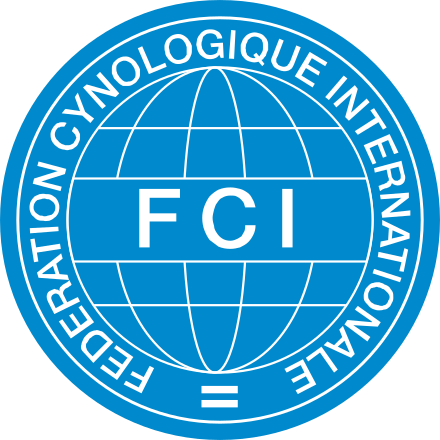 FEDERATION CYNOLOGIQUE INTERNATIONALE
FCI
=